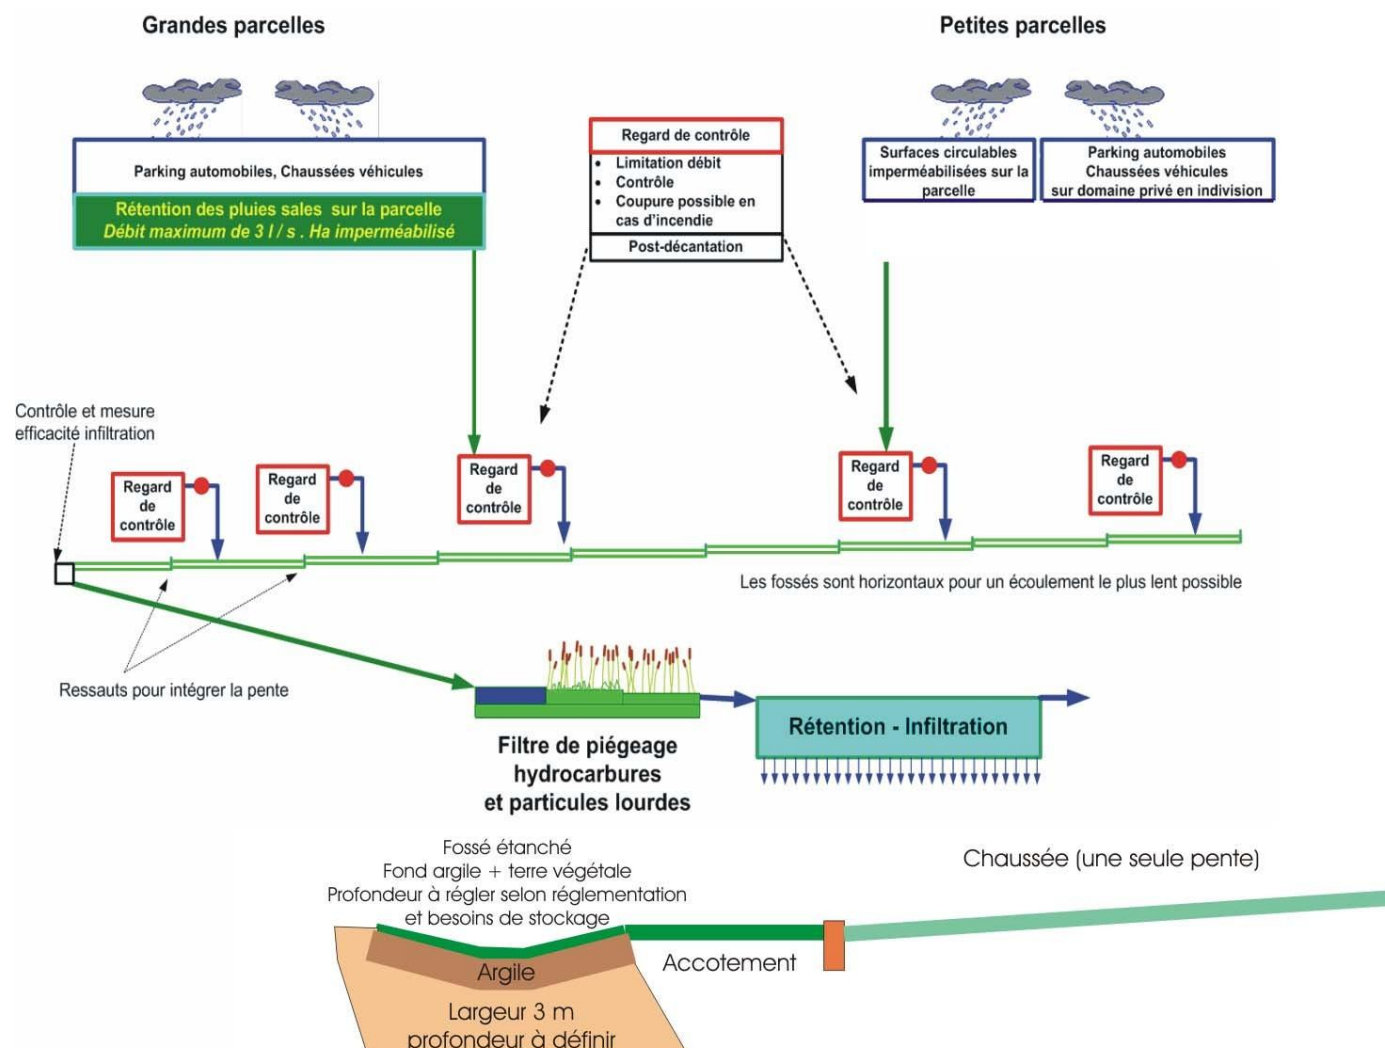 Grandes parcelles
Petites parcelles
Parking automobiles, Chaussées véhicules
Rétention des pluies sales sur la parcelle
Débit maximum de 3 l / s . Ha imperméabilisé
Regard de contrôle
• Limitation débit
• Contrôle
• Coupure possible en
cas d'incendie
Post-décantation
Surfaces circulables
imperméabilisées sur la
parcelle
Parking automobiles
Chaussées véhicules
sur domaine privé en indivision
Contrôle et mesure
efficacité infiltration
Regard
de
contrôle
Regard
de
contrôle
Regard
de
contrôle
Regard
de
contrôle
Regard
de
contrôle
Les fossés sont horizontaux pour un écoulement le plus lent possible
Ressauts pour intégrer la pente
Filtre de piégeage
hydrocarbures
et particules lourdes
Rétention - Infiltration
Fossé étanché
Fond argile + terre végétale
Profondeur à régler selon réglementation
et besoins de stockage
Chaussée (une seule pente)
Accotement
Argile
Largeur 3 m
profondeur à définir